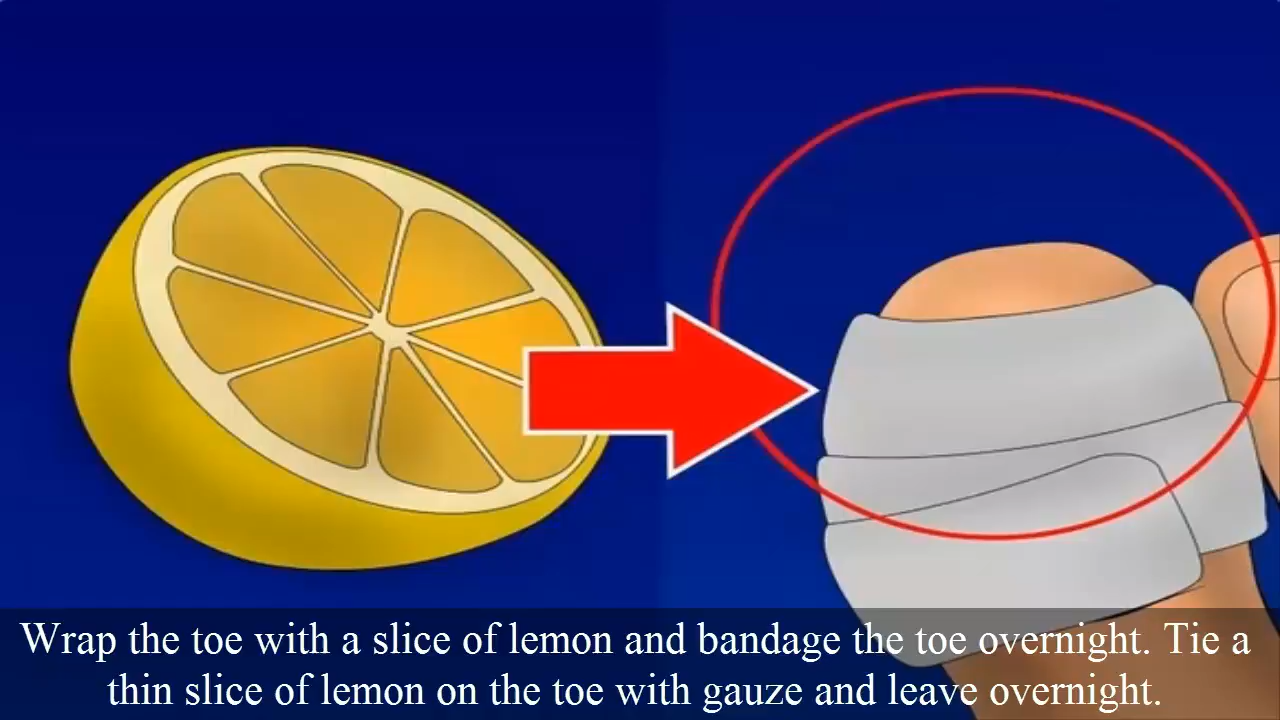 Wrap the toe with a slice of lemon and bandage the toe overnight. Tie a
thin slice of lemon on the toe with gauze and leave overnight.